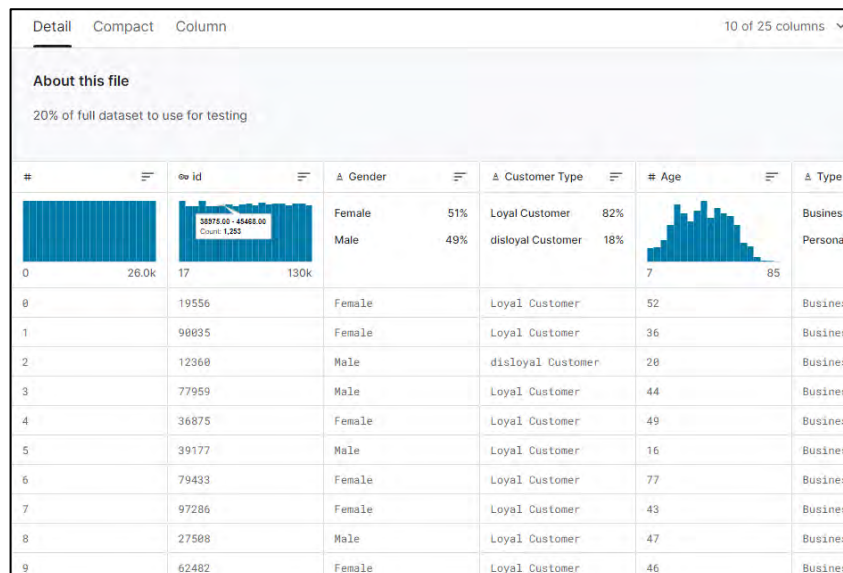 Detail Compact Column 10 of 25 columns
About this file
20% of full dataset to use for testing
# id Gender Customer Type # Age Type
38975.00 - 45468.00
Count: 1,253
Female 51% Loyal Customer 82% Busines
Male 49% disloyal Customer 18% Persona
0 26.0k 17 130k 7 85
0 19556 Female Loyal Customer 52 Busines
1 90035 Female Loyal Customer 36 Busines
2 12360 Male disloyal Customer 20 Busines
3 77959 Male Loyal Customer 44 Busines
4 36875 Female Loyal Customer 49 Busines
5 39177 Male Loyal Customer 16 Busines
6 79433 Female Loyal Customer 77 Busines
7 97286 Female Loyal Customer 43 Busines
8 27508 Male Loyal Customer 47 Busines
9 62482 Female Loyal Customer 46 Busines